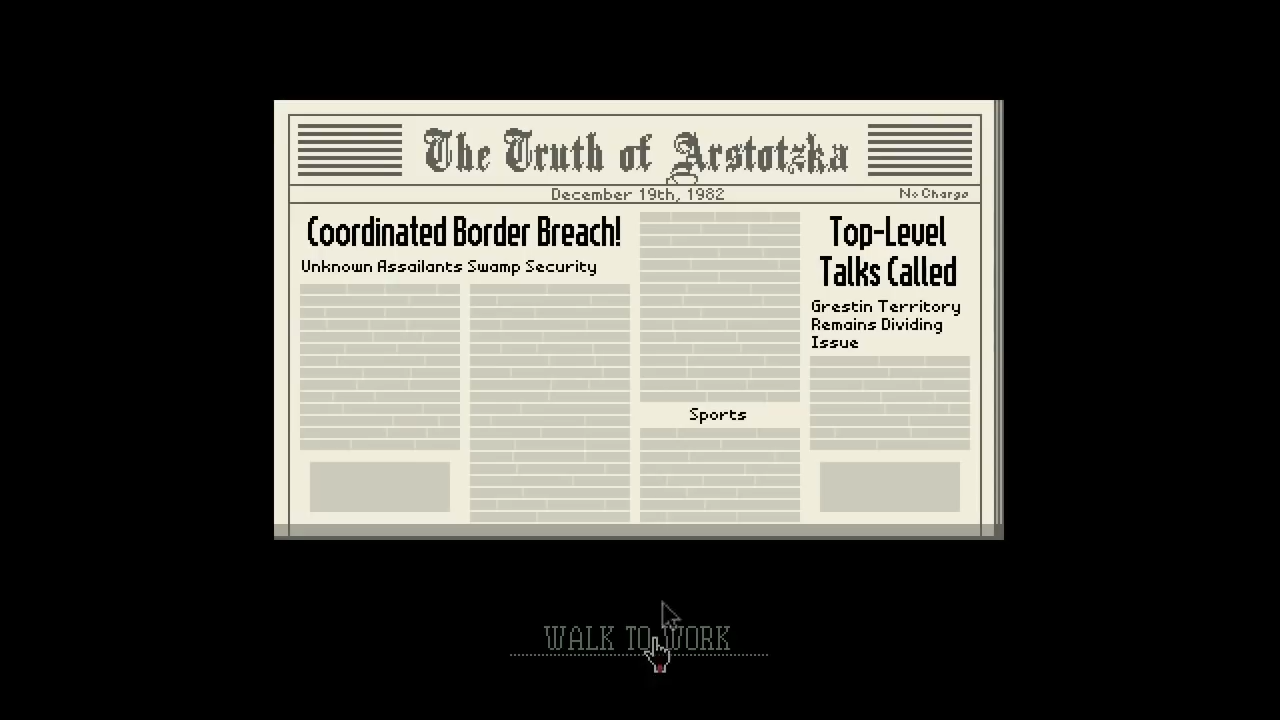 The Truth of Arstotzka
December 19th, 1982
No Charge
Coordinated Border Breach!
Unknown Assailants Swamp Security
Sports
Top-Level
Talks Called
Grestin Territory
Remains Dividing
Issue
WALK TO WORK